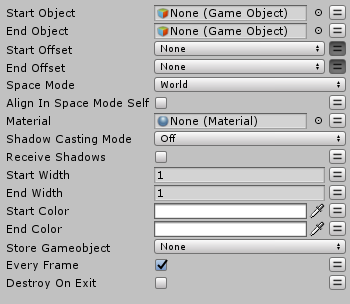 Start Object None (Game Object)
End Object None (Game Object)
Start Offset None
End Offset None
Space Mode World
Align In Space Mode Self
Material None (Material)
Shadow Casting Mode Off
Receive Shadows
Start Width 1
End Width 1
Start Color
End Color
Store Gameobject None
Every Frame
Destroy On Exit